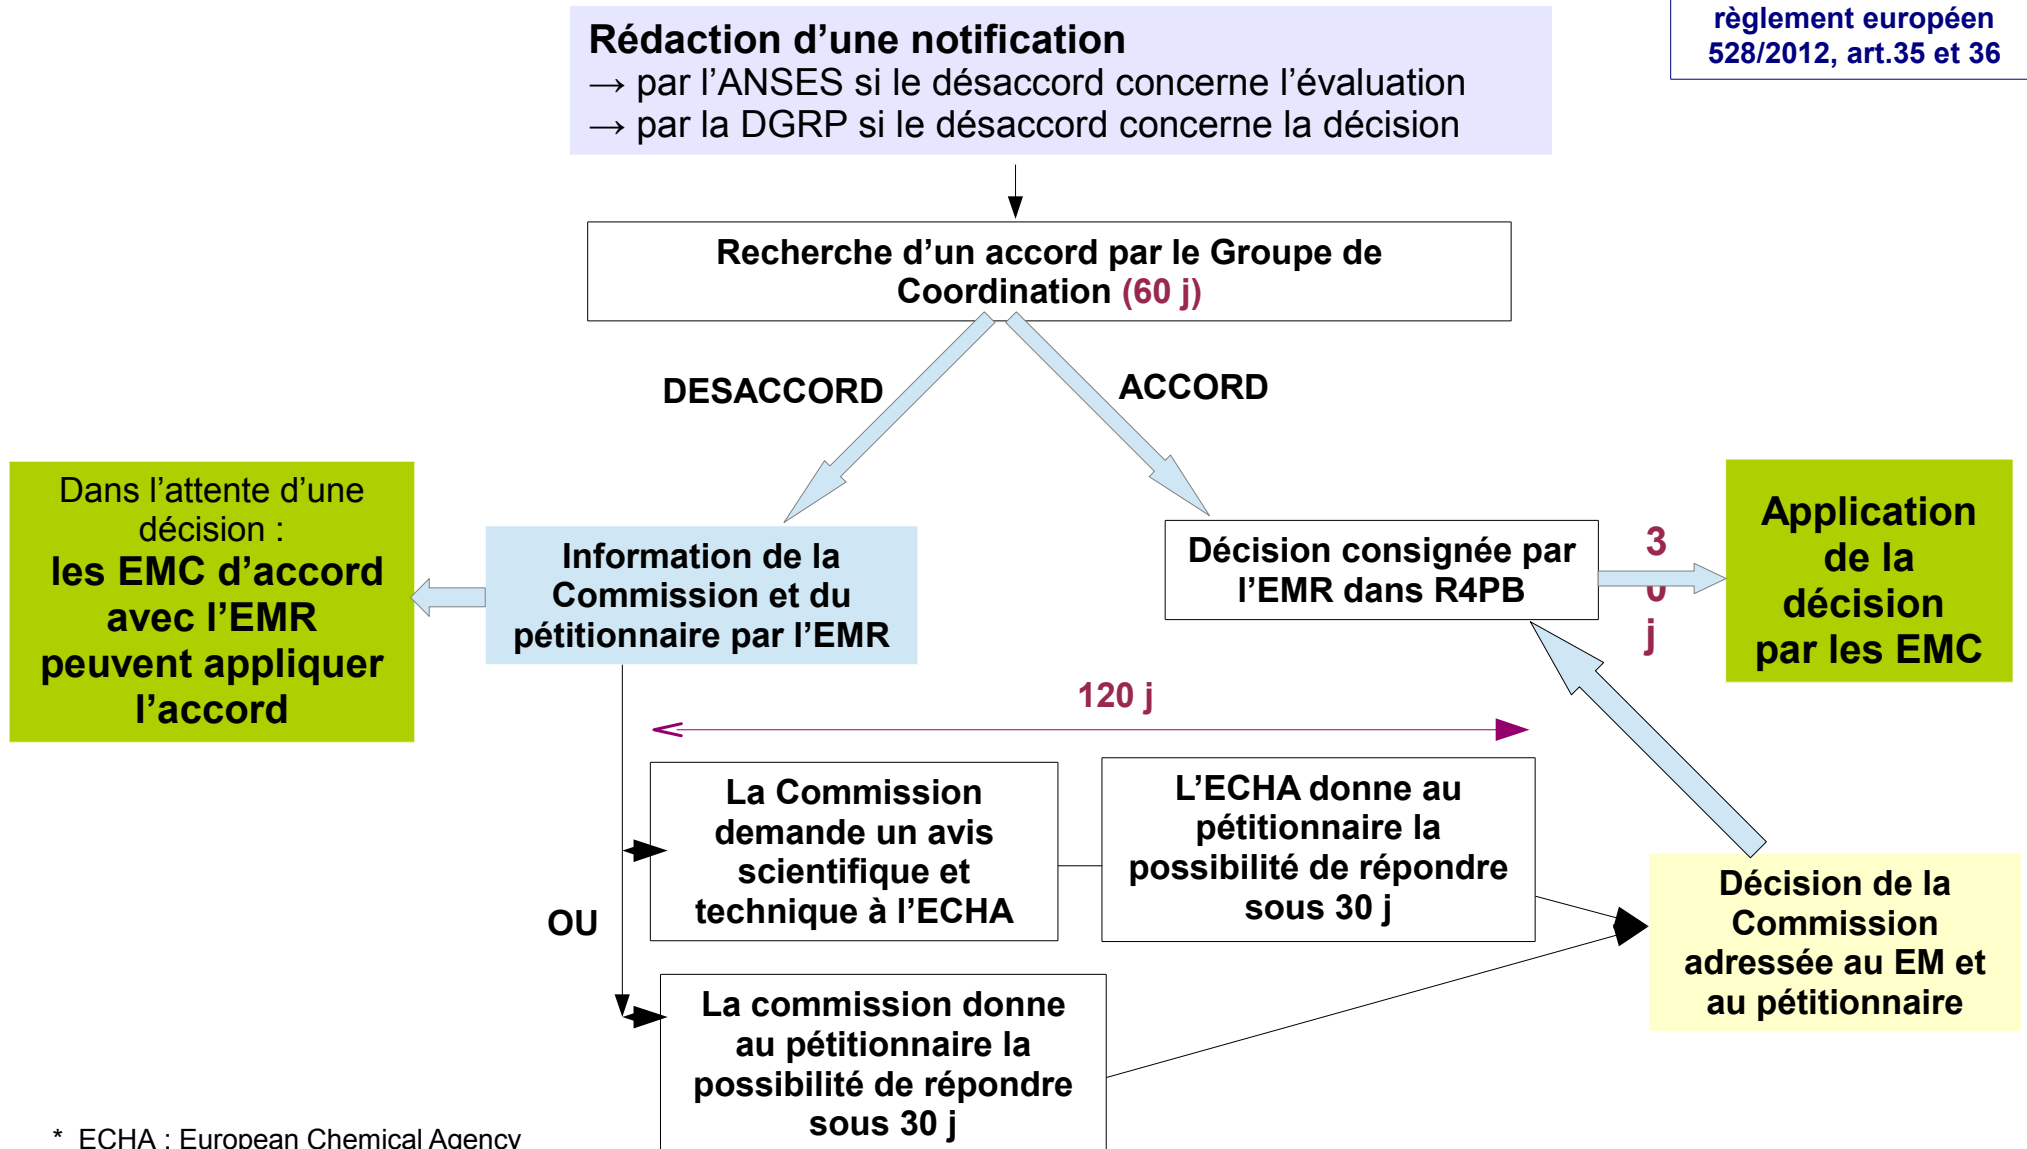 Rédaction d’une notification
→ par l’ANSES si le désaccord concerne l’évaluation
→ par la DGRP si le désaccord concerne la décision
règlement européen
528/2012, art.35 et 36
Recherche d’un accord par le Groupe de
Coordination (60 j)
DESACCORD
ACCORD
Dans l’attente d’une
décision :
les EMC d’accord
avec l’EMR
peuvent appliquer
l’accord
Information de la
Commission et du
pétitionnaire par l’EMR
Décision consignée par
l’EMR dans R4PB
3
0
j
Application
de la
décision
par les EMC
120 j
La Commission
demande un avis
scientifique et
technique à l’ECHA
L’ECHA donne au
pétitionnaire la
possibilité de répondre
sous 30 j
OU
La commission donne
au pétitionnaire la
possibilité de répondre
sous 30 j
Décision de la
Commission
adressée au EM et
au pétitionnaire
* ECHA : European Chemical Agency